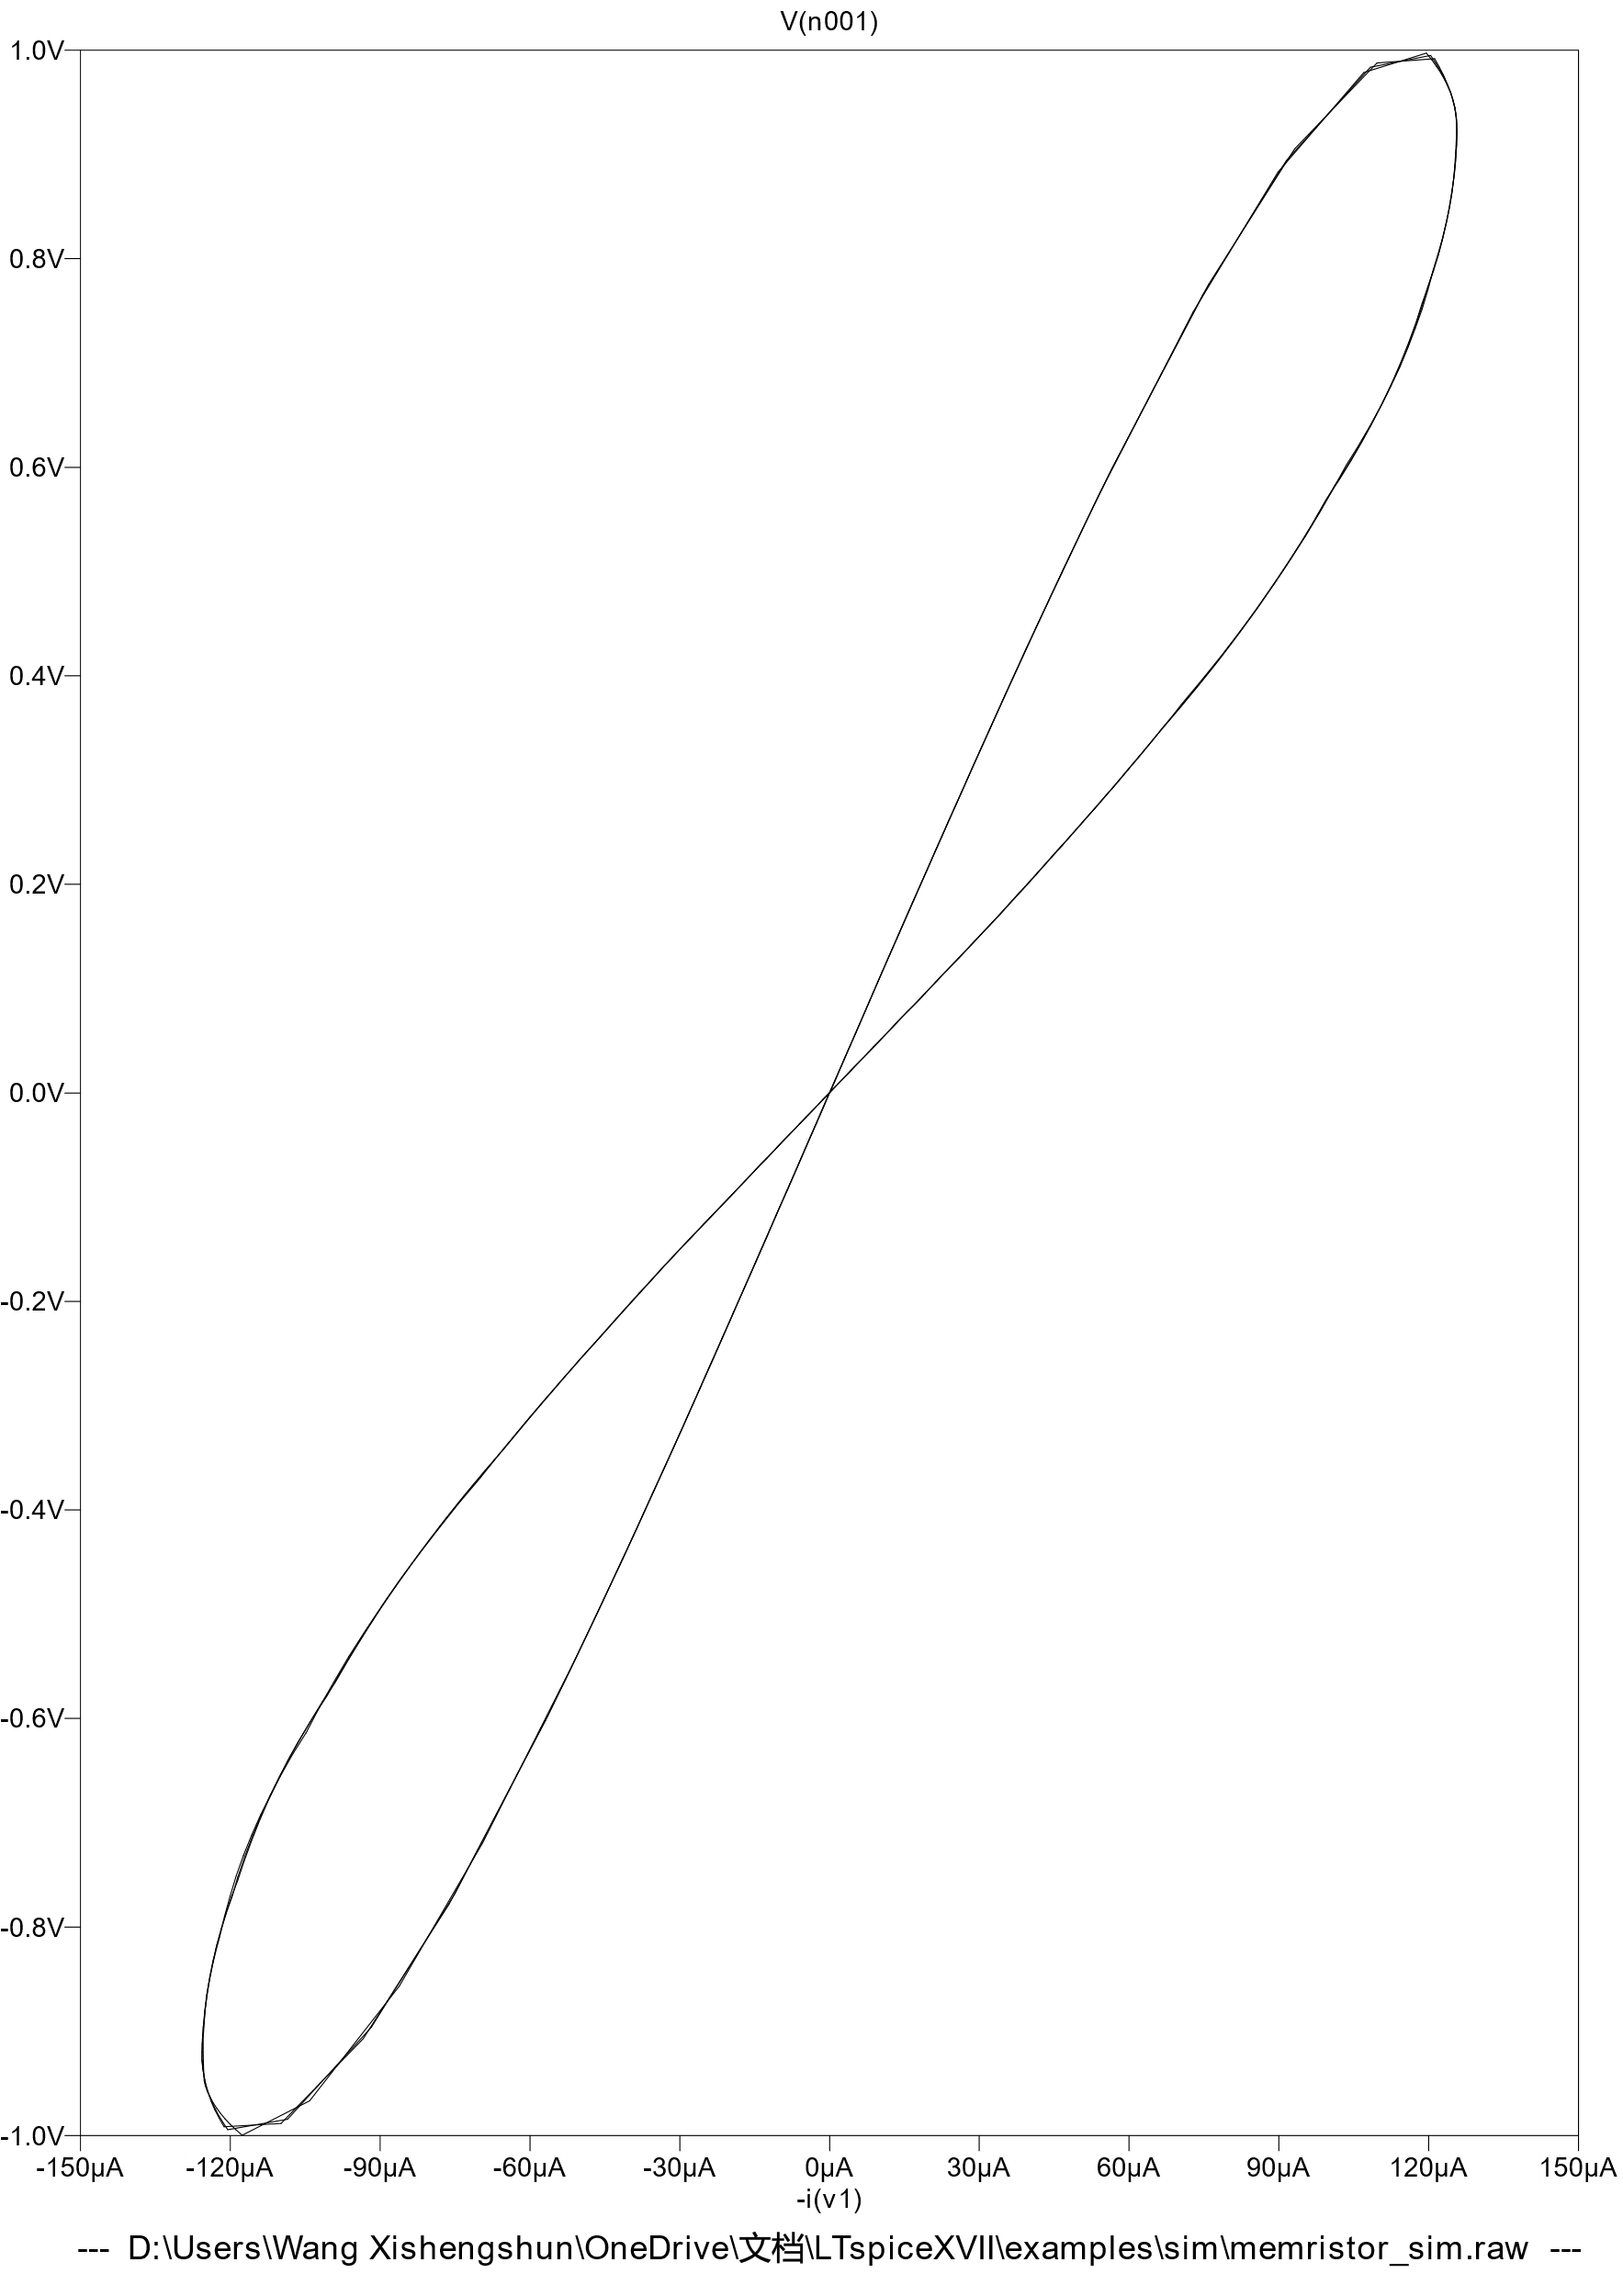 V(n001)
1.0V
0.8V
0.6V
0.4V
0.2V
0.0V
-0.2V
-0.4V
-0.6V
-0.8V
-1.0V
-150µA -120µA -90µA -60µA -30µA 0µA 30µA 60µA 90µA 120µA 150µA
-i(v1)
--- D:\Users\Wang Xishengshun\OneDrive\文档\LTspiceXVII\examples\sim\memristor_sim.raw ---